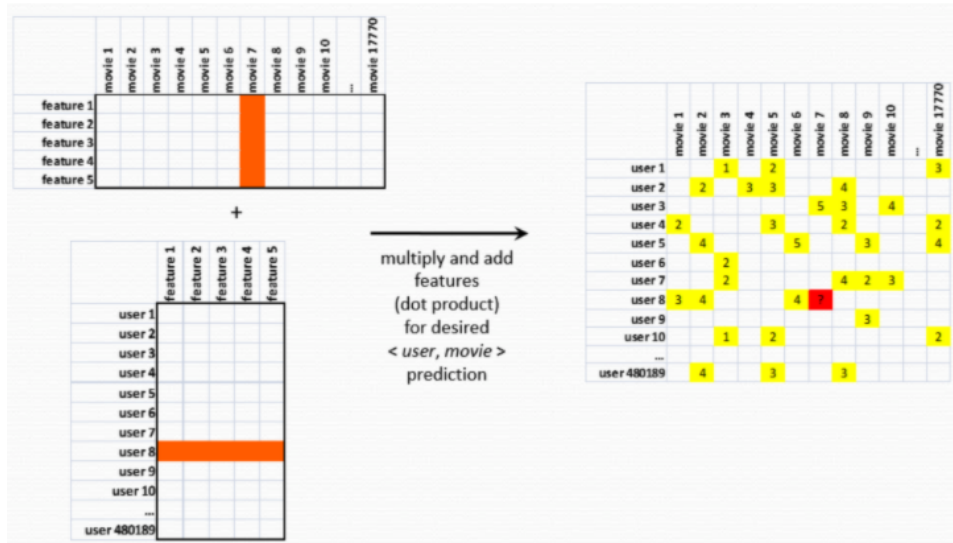 movie 1 movie 2 movie 3 movie 4 movie 5 movie 6 movie 7 movie 8 movie 9 movie 10 ... movie 17770
feature 1
feature 2
feature 3
feature 4
feature 5
+
feature 1 feature 2 feature 3 feature 4 feature 5
user 1
user 2
user 3
user 4
user 5
user 6
user 7
user 8
user 9
user 10
...
user 480189
multiply and add
features
(dot product)
for desired
< user, movie >
prediction
movie 1 movie 2 movie 3 movie 4 movie 5 movie 6 movie 7 movie 8 movie 9 movie 10 ... movie 17770
user 1 1 2 3
user 2 2 3 3 4
user 3 5 3 4
user 4 2 3 2 2
user 5 4 5 3 4
user 6 2
user 7 2 4 2 3
user 8 3 4 4 ?
user 9 3
user 10 1 2 2
...
user 480189 4 3 3